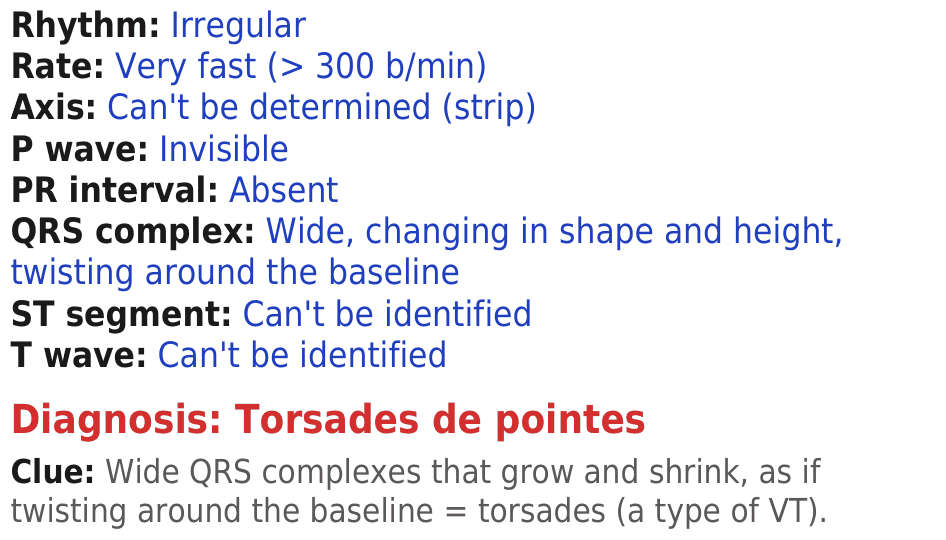 Rhythm: Irregular
Rate: Very fast (> 300 b/min)
Axis: Can't be determined (strip)
P wave: Invisible
PR interval: Absent
QRS complex: Wide, changing in shape and height,
twisting around the baseline
ST segment: Can't be identified
T wave: Can't be identified
Diagnosis: Torsades de pointes
Clue: Wide QRS complexes that grow and shrink, as if
twisting around the baseline = torsades (a type of VT).